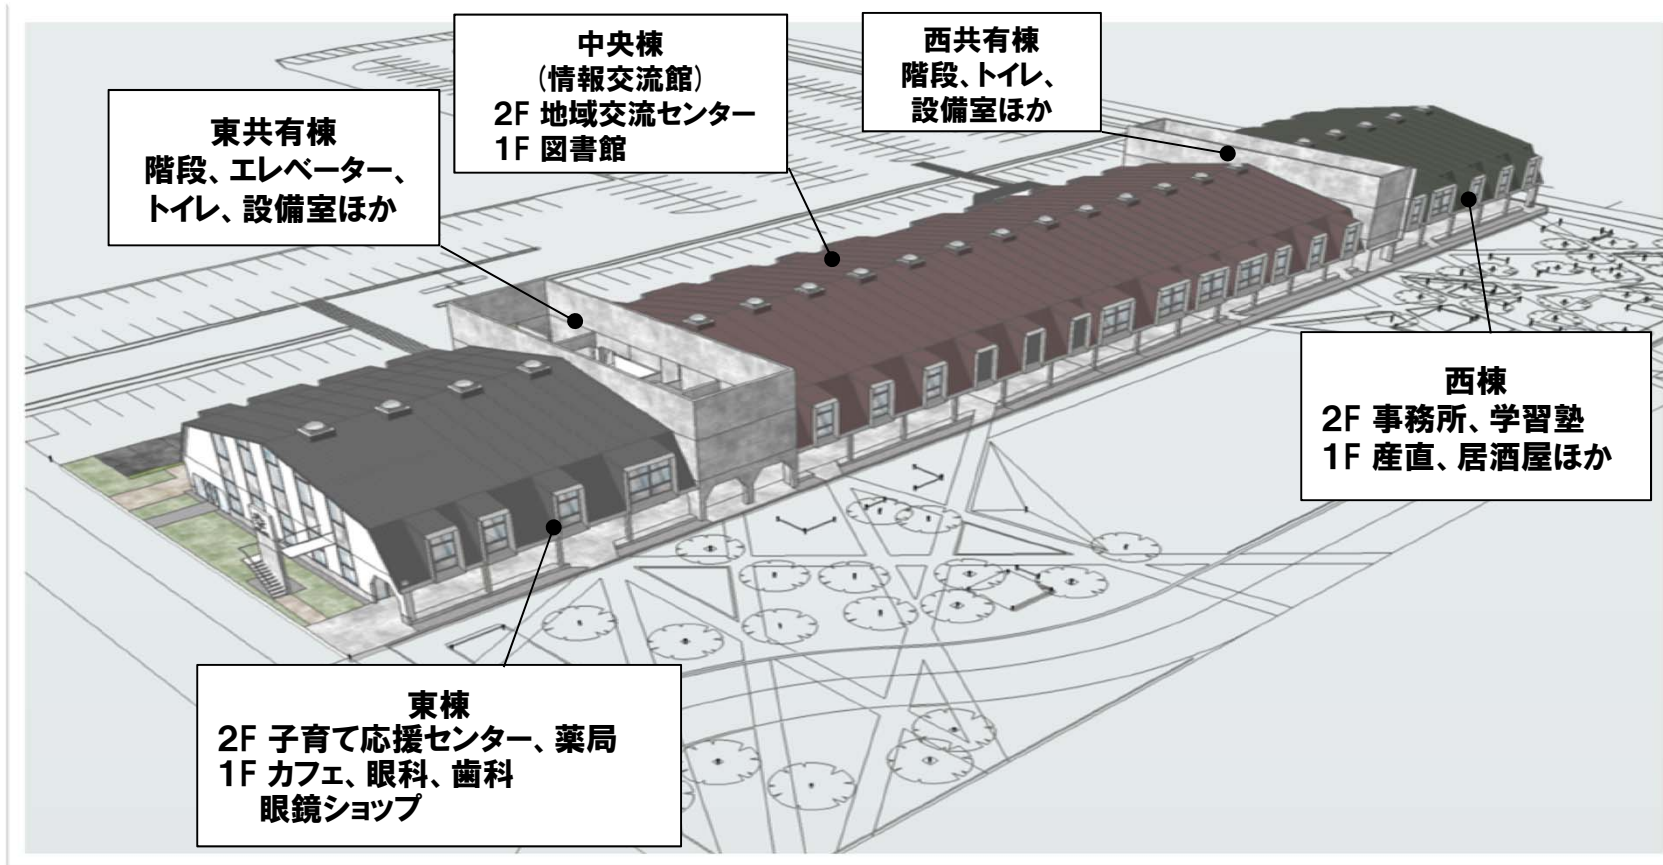 中央棟
(情報交流館)
2F 地域交流センター
1F 図書館
西共有棟
階段、トイレ、
設備室ほか
東共有棟
階段、エレベーター、
トイレ、設備室ほか
西棟
2F 事務所、学習塾
1F 産直、居酒屋ほか
東棟
2F 子育て応援センター、薬局
1F カフェ、眼科、歯科
眼鏡ショップ